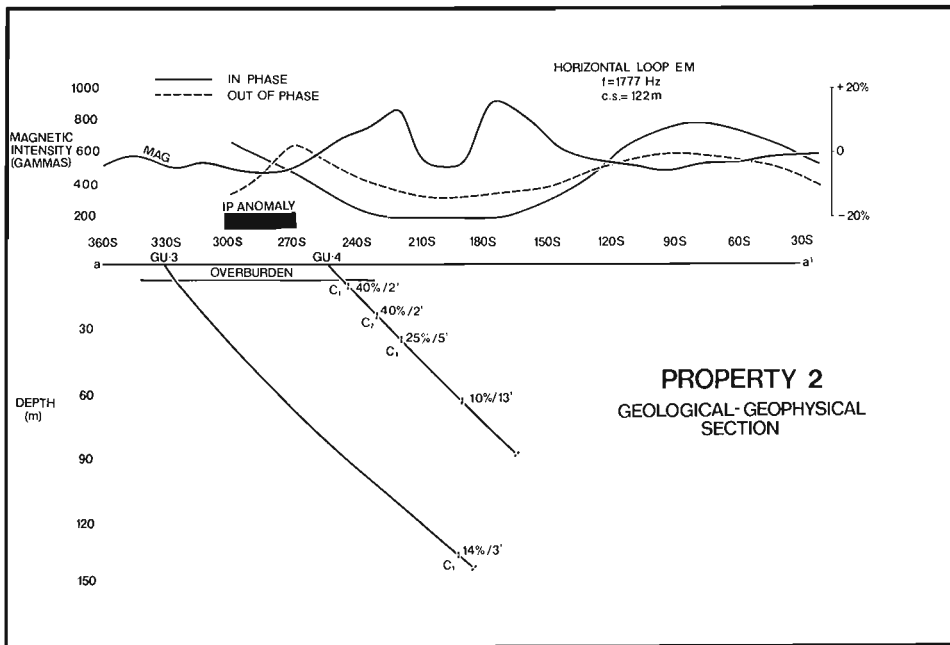 IN PHASE
OUT OF PHASE
HORIZONTAL LOOP EM
f=1777 Hz
c.s.= 122m
1000
800
600
400
200
MAGNETIC
INTENSITY
(GAMMAS)
MAG
+20%
0
-20%
IP ANOMALY
360S 330S 300S 270S 240S 210S 180S 150S 120S 90S 60S 30S
a GU-3 GU-4 a'
OVERBURDEN
C₁ 40%/2'
C₂ 40%/2'
C₁ 25%/5'
10%/13'
14%/3'
C₁
30
60
90
120
150
DEPTH
(m)
PROPERTY 2
GEOLOGICAL-GEOPHYSICAL
SECTION